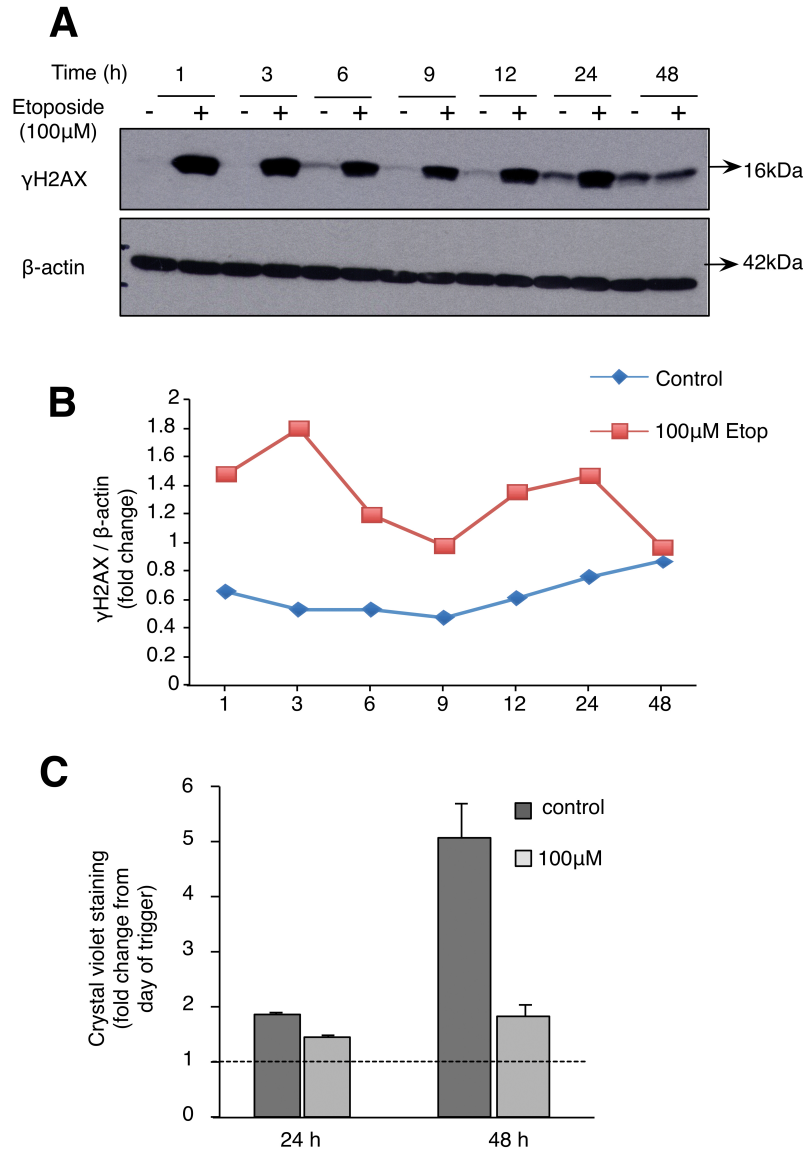 A
Time (h) 1 3 6 9 12 24 48
Etoposide - + - + - + - + - + - + - +
(100µM)
γH2AX 16kDa
β-actin 42kDa
B
Control
100µM Etop
γH2AX / β-actin
(fold change)
2
1.8
1.6
1.4
1.2
1
0.8
0.6
0.4
0.2
0
1 3 6 9 12 24 48
C
control
100µM
Crystal violet staining
(fold change from
day of trigger)
6
5
4
3
2
1
0
24 h 48 h